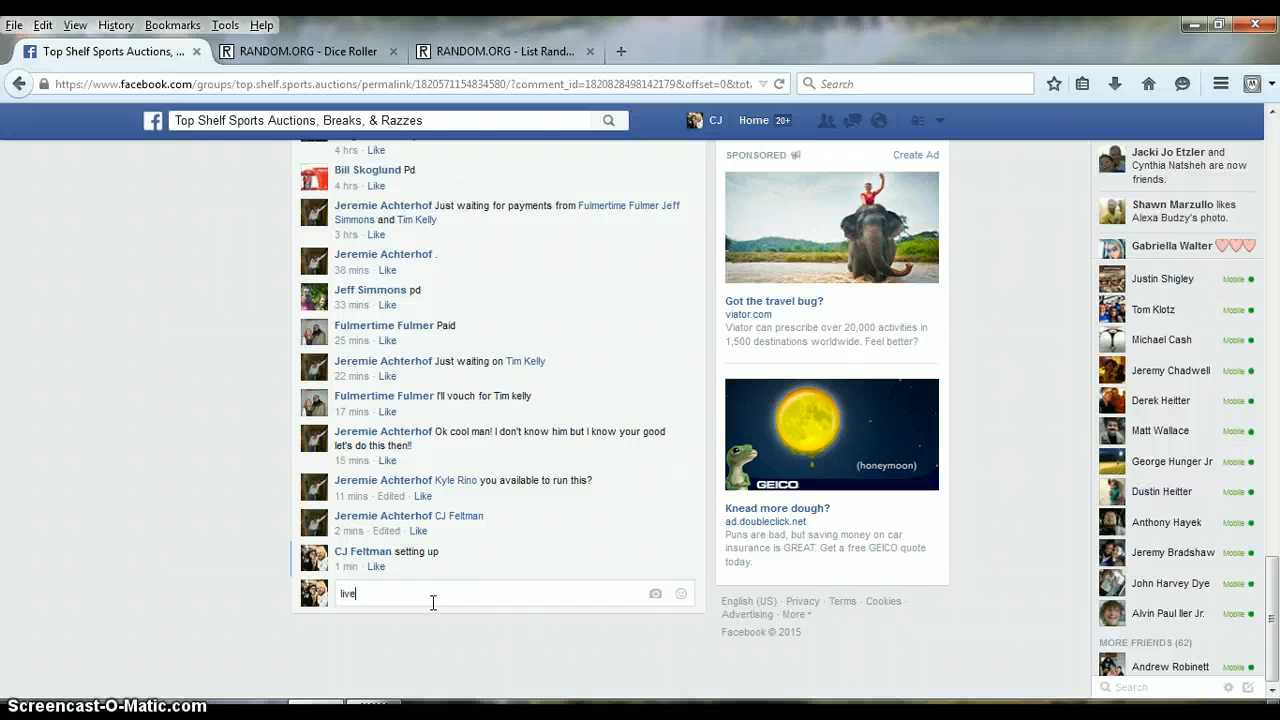 File Edit View History Bookmarks Tools Help
Top Shelf Sports Auctions, ... × RANDOM.ORG - Dice Roller × RANDOM.ORG - List Rand... × +
https://www.facebook.com/groups/top.shelf.sports.auctions/permalink/1820571154834580/?comment_id=1820828498142179&offset=0&tot. Search
Top Shelf Sports Auctions, Breaks, & Razzes CJ Home 20+
4 hrs · Like
Bill Skoglund Pd
4 hrs · Like
Jeremie Achterhof Just waiting for payments from Fulmertime Fulmer Jeff
Simmons and Tim Kelly
3 hrs · Like
Jeremie Achterhof .
38 mins · Like
Jeff Simmons pd
33 mins · Like
Fulmertime Fulmer Paid
25 mins · Like
Jeremie Achterhof Just waiting on Tim Kelly
22 mins · Like
Fulmertime Fulmer I'll vouch for Tim kelly
17 mins · Like
Jeremie Achterhof Ok cool man! I don't know him but I know your good
let's do this then!!
15 mins · Like
Jeremie Achterhof Kyle Rino you available to run this?
11 mins · Edited · Like
Jeremie Achterhof CJ Feltman
2 mins · Edited · Like
CJ Feltman setting up
1 min · Like
live
SPONSORED Create Ad
Got the travel bug?
viator.com
Viator can prescribe over 20,000 activities in
1,500 destinations worldwide. Feel better?
(honeymoon)
GEICO
Knead more dough?
ad.doubleclick.net
Puns are bad, but saving money on car
insurance is GREAT. Get a free GEICO quote
today.
English (US) · Privacy · Terms · Cookies ·
Advertising · More
Facebook © 2015
Jacki Jo Etzler and
Cynthia Natsheh are now
friends.
Shawn Marzullo likes
Alexa Budzy's photo.
Gabriella Walter
Justin Shigley Mobile
Tom Klotz Mobile
Michael Cash Mobile
Jeremy Chadwell Mobile
Derek Heitter Mobile
Matt Wallace Mobile
George Hunger Jr Mobile
Dustin Heitter Mobile
Anthony Hayek Mobile
Jeremy Bradshaw Mobile
John Harvey Dye Mobile
Alvin Paul Iler Jr. Mobile
MORE FRIENDS (62)
Andrew Robinett Mobile
Search
Screencast-O-Matic.com